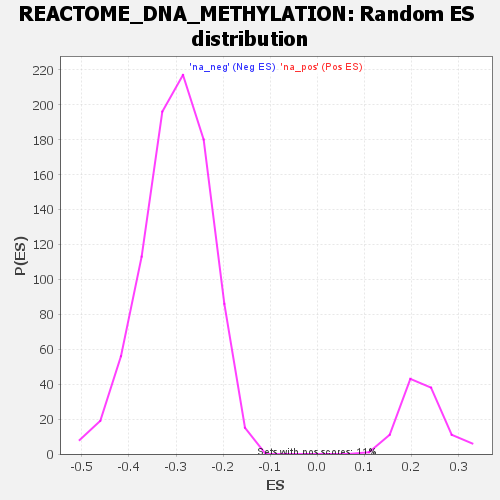 REACTOME_DNA_METHYLATION: Random ES
distribution
'na_neg' (Neg ES) 'na_pos' (Pos ES)
220
200
180
160
140
120
100
80
60
40
20
0
P(ES)
Sets with pos scores: 11%
-0.5 -0.4 -0.3 -0.2 -0.1 0.0 0.1 0.2 0.3
ES